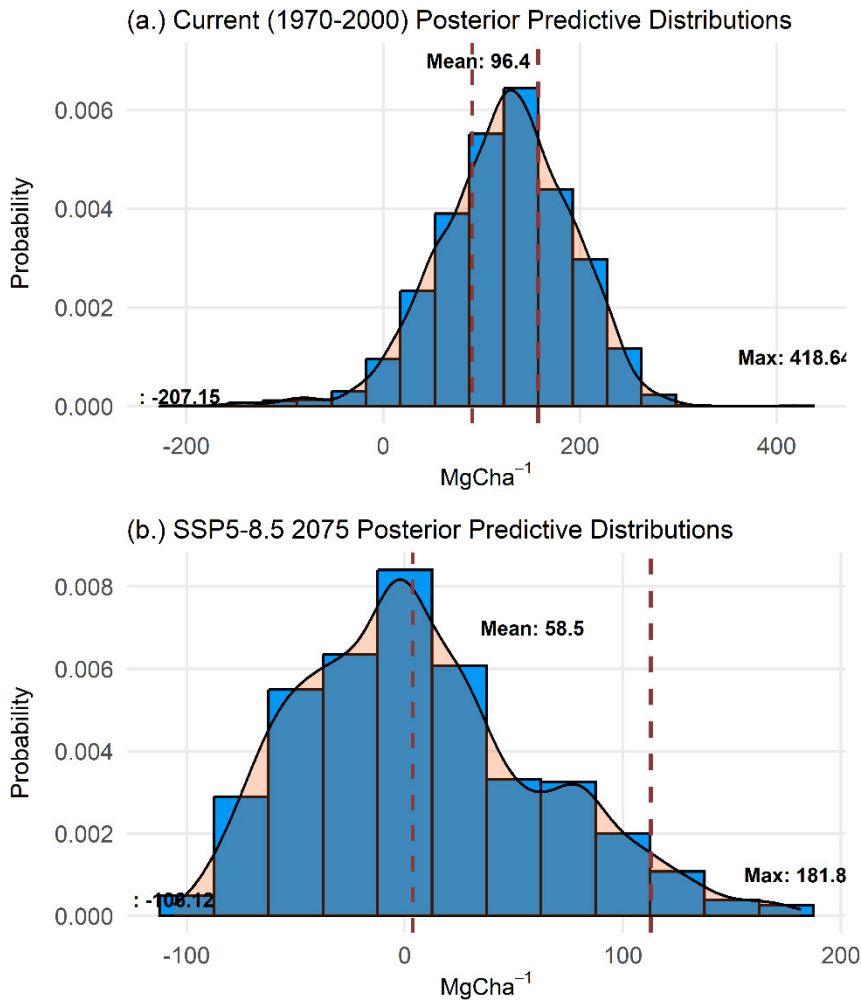 (a.) Current (1970-2000) Posterior Predictive Distributions
Mean: 96.4
0.006
0.004
0.002
0.000
Probability
Max: 418.64
: -207.15
-200 0 200 400
MgCha⁻¹
(b.) SSP5-8.5 2075 Posterior Predictive Distributions
0.008
Mean: 58.5
0.006
0.004
0.002
0.000
Probability
Max: 181.8
: -106.12
-100 0 100 200
MgCha⁻¹